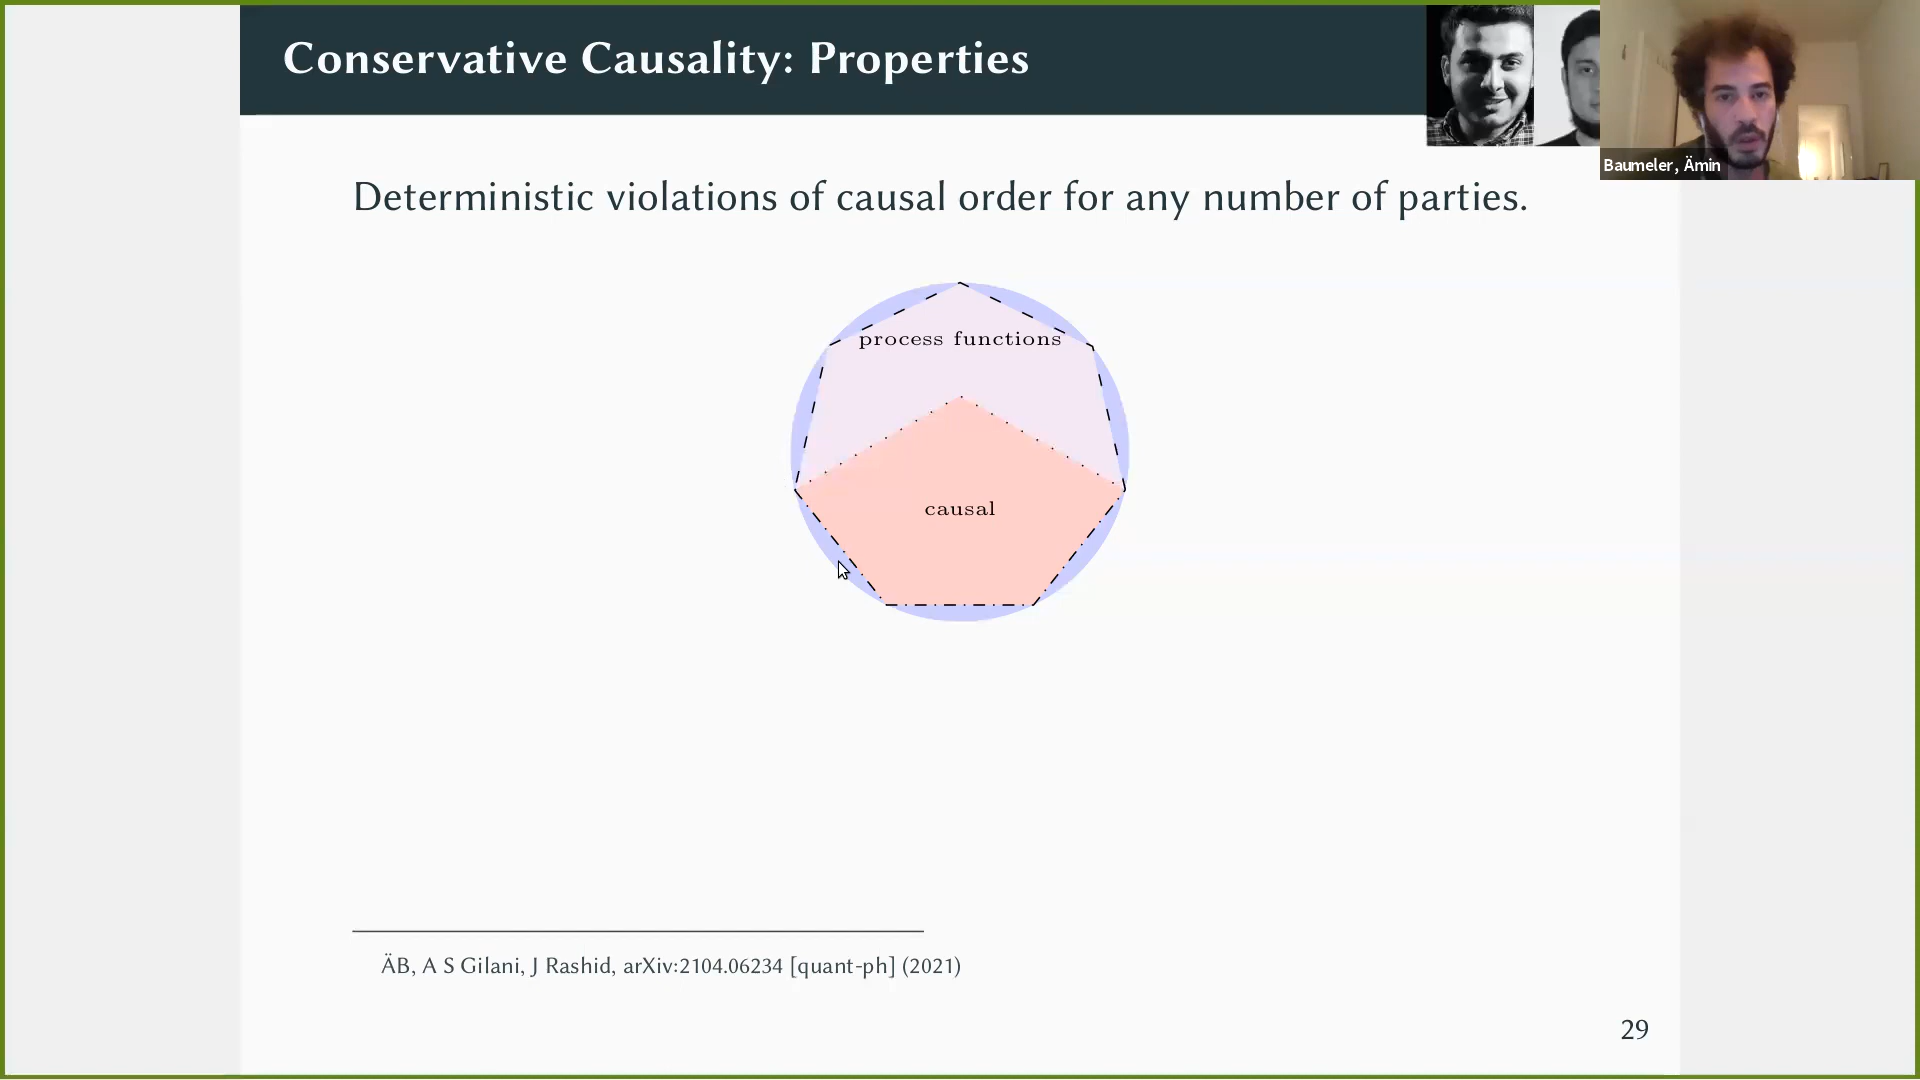 Conservative Causality: Properties
Baumeler, Ämin
Deterministic violations of causal order for any number of parties.
process functions
causal
ÄB, A S Gilani, J Rashid, arXiv:2104.06234 [quant-ph] (2021)
29